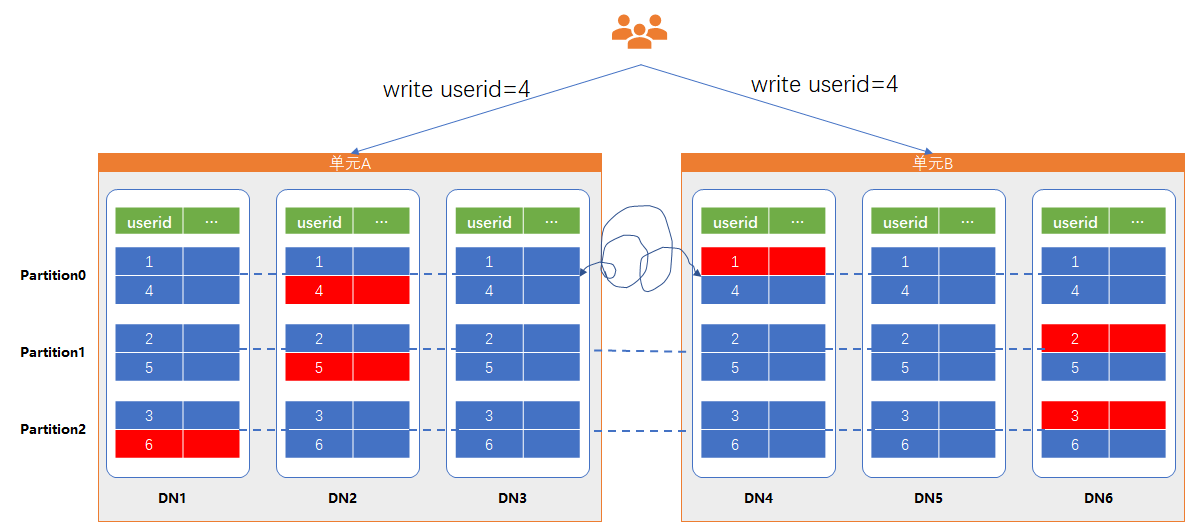 write userid=4
write userid=4
单元A
单元B
userid ...
userid ...
userid ...
userid ...
userid ...
userid ...
Partition0
1 1 1 1 1 1
4 4 4 4 4 4
Partition1
2 2 2 2 2 2
5 5 5 5 5 5
Partition2
3 3 3 3 3 3
6 6 6 6 6 6
DN1
DN2
DN3
DN4
DN5
DN6